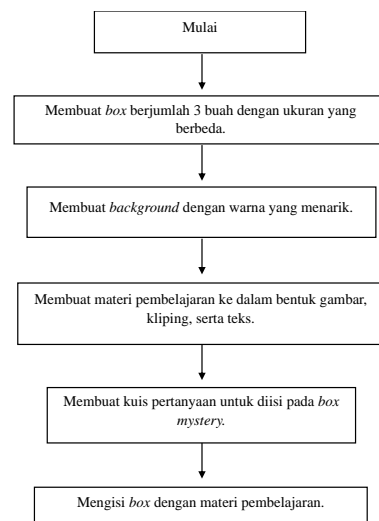 Mulai
Membuat box berjumlah 3 buah dengan ukuran yang
berbeda.
Membuat background dengan warna yang menarik.
Membuat materi pembelajaran ke dalam bentuk gambar,
kliping, serta teks.
Membuat kuis pertanyaan untuk diisi pada box
mystery.
Mengisi box dengan materi pembelajaran.